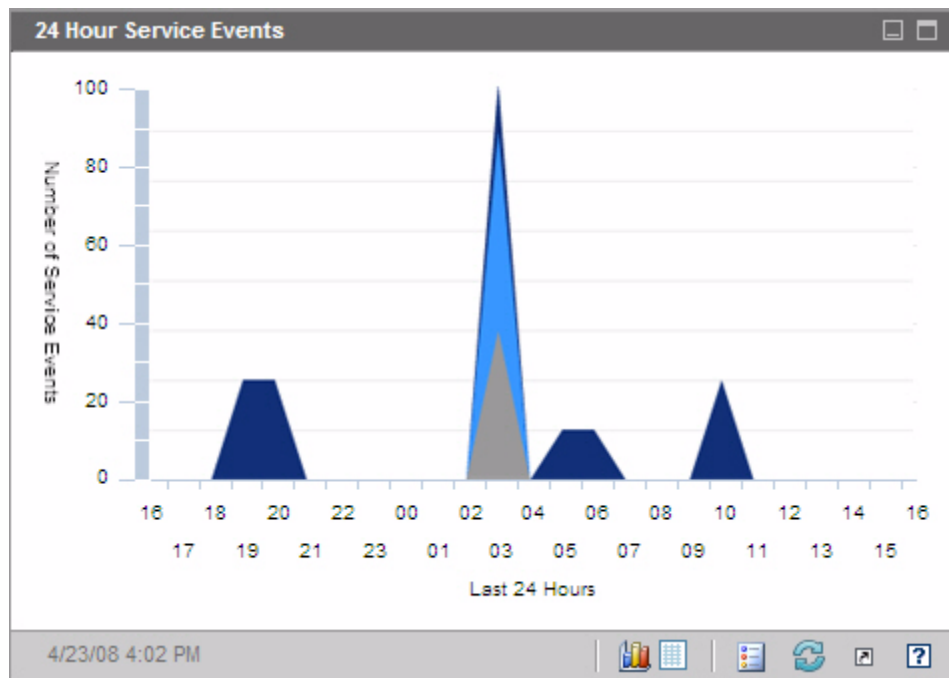 24 Hour Service Events
100
80
60
40
20
0
Number of Service Events
16 18 20 22 00 02 04 06 08 10 12 14 16
17 19 21 23 01 03 05 07 09 11 13 15
Last 24 Hours
4/23/08 4:02 PM
?